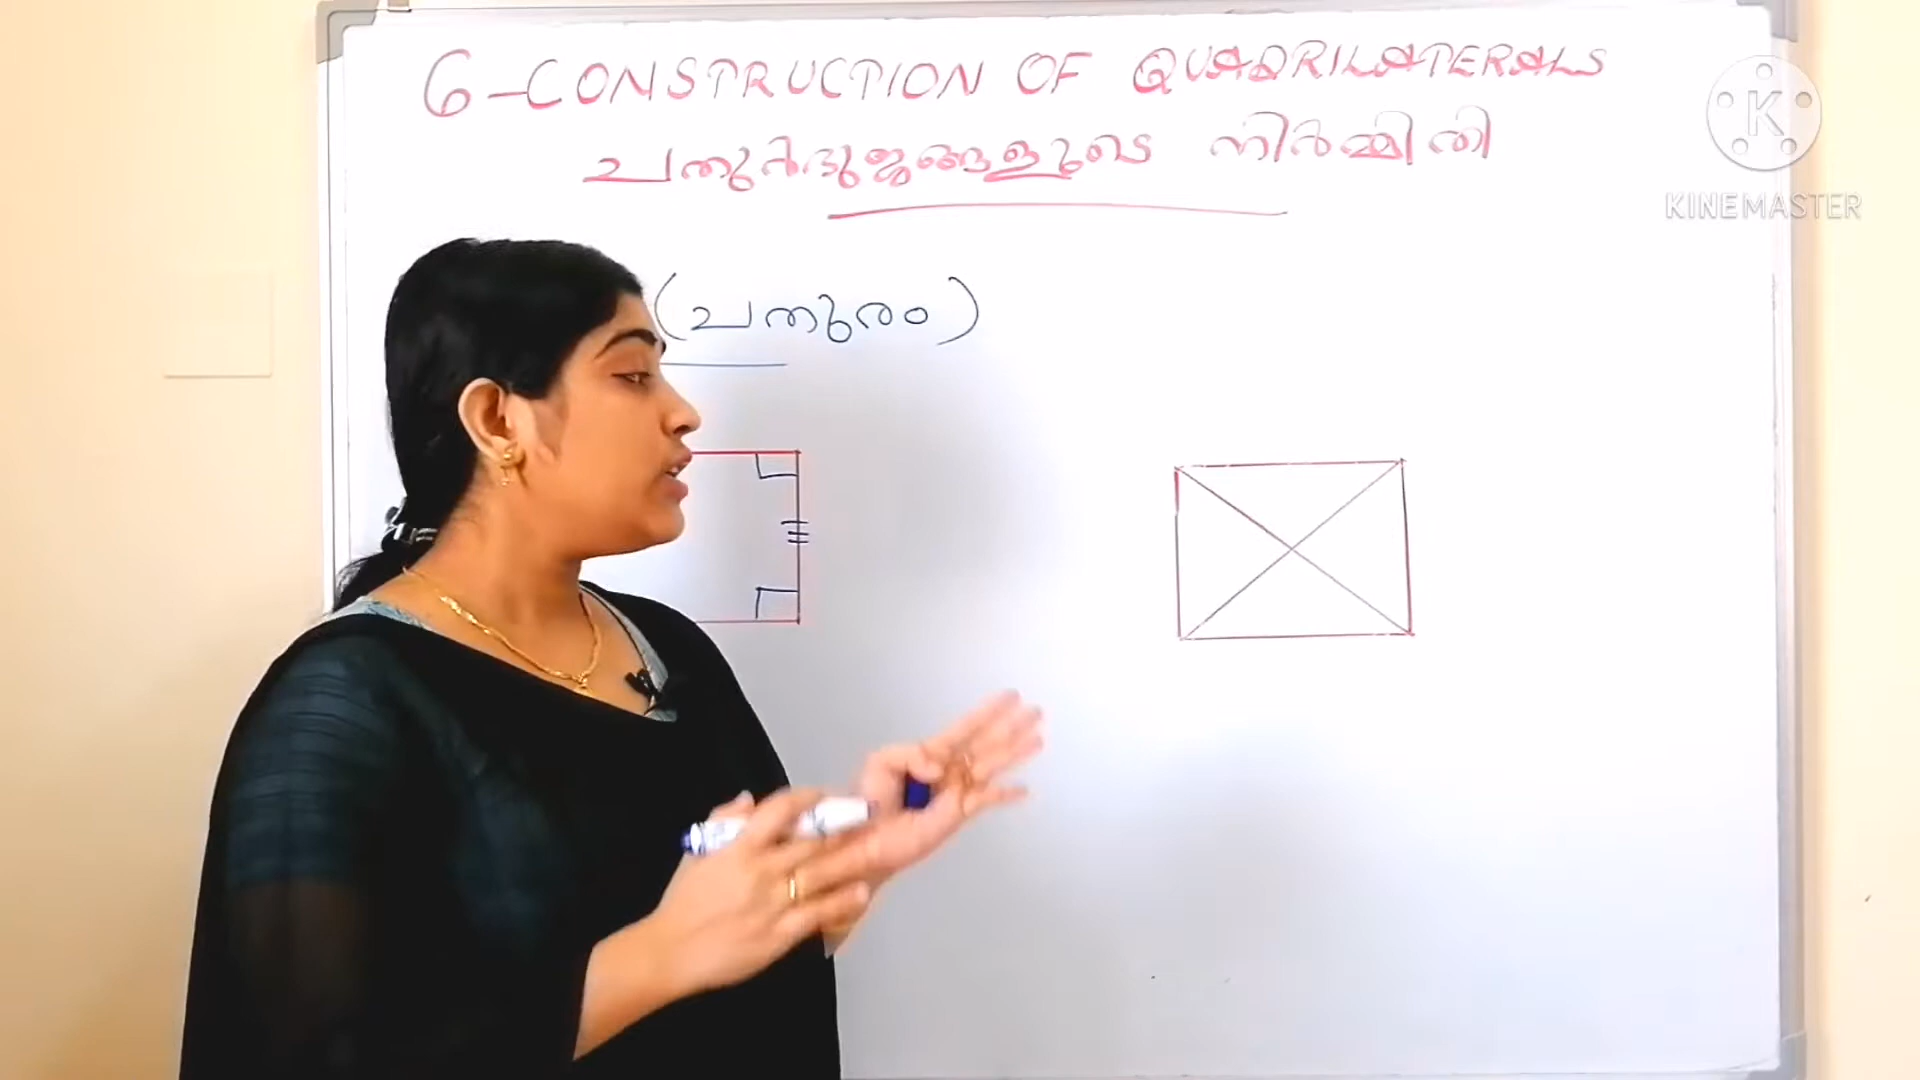 6-CONSTRUCTION OF QUADRILATERALS
ചതുർഭുജങ്ങളുടെ നിർമ്മിതി
(ചതുരം)
K
KINEMASTER